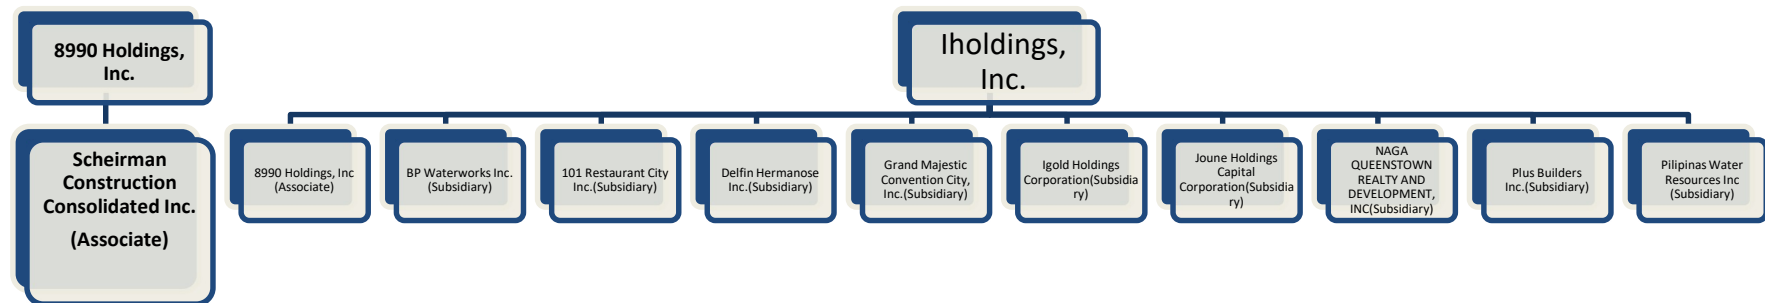 8990 Holdings,
Inc.
Iholdings,
Inc.
Scheirman
Construction
Consolidated Inc.
(Associate)
8990 Holdings, Inc
(Associate)
BP Waterworks Inc.
(Subsidiary)
101 Restaurant City
Inc.(Subsidiary)
Delfin Hermanose
Inc.(Subsidiary)
Grand Majestic
Convention City,
Inc.(Subsidiary)
Igold Holdings
Corporation(Subsidia
ry)
Joune Holdings
Capital
Corporation(Subsidia
ry)
NAGA
QUEENSTOWN
REALTY AND
DEVELOPMENT,
INC(Subsidiary)
Plus Builders
Inc.(Subsidiary)
Pilipinas Water
Resources Inc
(Subsidiary)